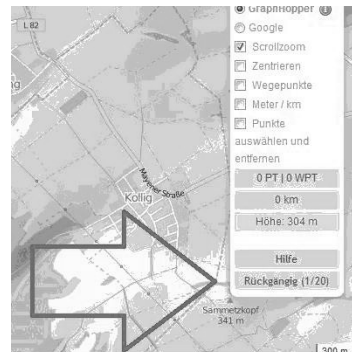 L 82
ng
Mayener Straße
Kollig
Sammetzkopf
341 m
300 m
GraphHopper i
Google
Scrollzoom
Zentrieren
Wegepunkte
Meter / km
Punkte
auswählen und
entfernen
0 PT | 0 WPT
0 km
Höhe: 304 m
Hilfe
Rückgängig (1/20)